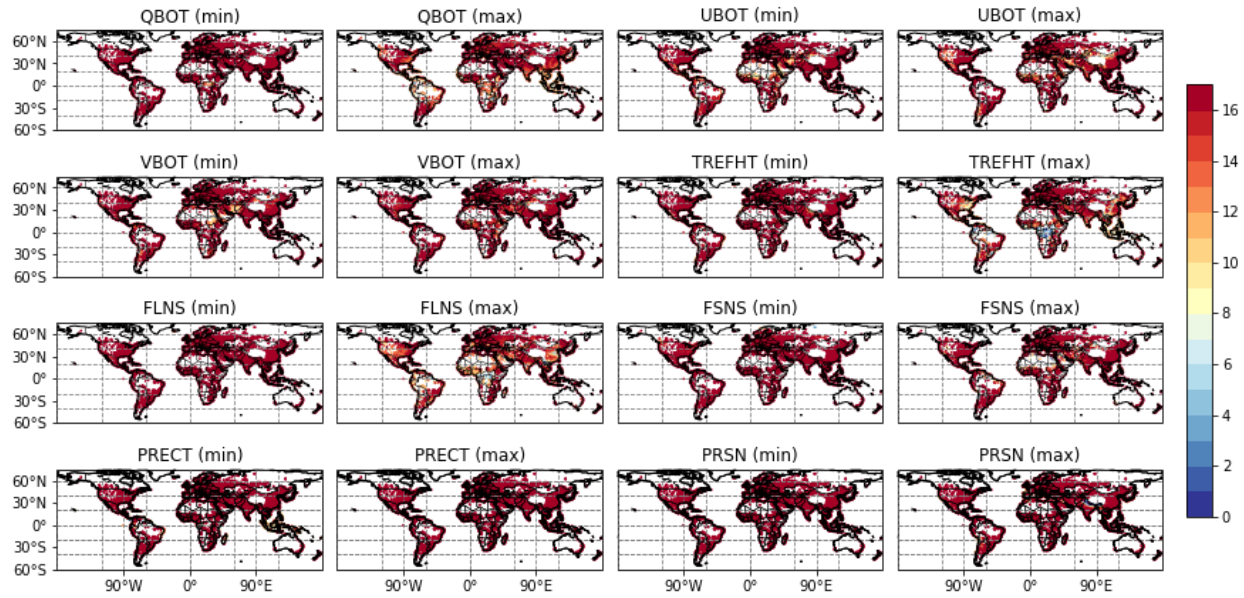 QBOT (min) QBOT (max) UBOT (min) UBOT (max)
60°N
30°N
0°
30°S
60°S
VBOT (min) VBOT (max) TREFHT (min) TREFHT (max)
60°N
30°N
0°
30°S
60°S
FLNS (min) FLNS (max) FSNS (min) FSNS (max)
60°N
30°N
0°
30°S
60°S
PRECT (min) PRECT (max) PRSN (min) PRSN (max)
60°N
30°N
0°
30°S
60°S
90°W 0° 90°E 90°W 0° 90°E 90°W 0° 90°E 90°W 0° 90°E
16
14
12
10
8
6
4
2
0